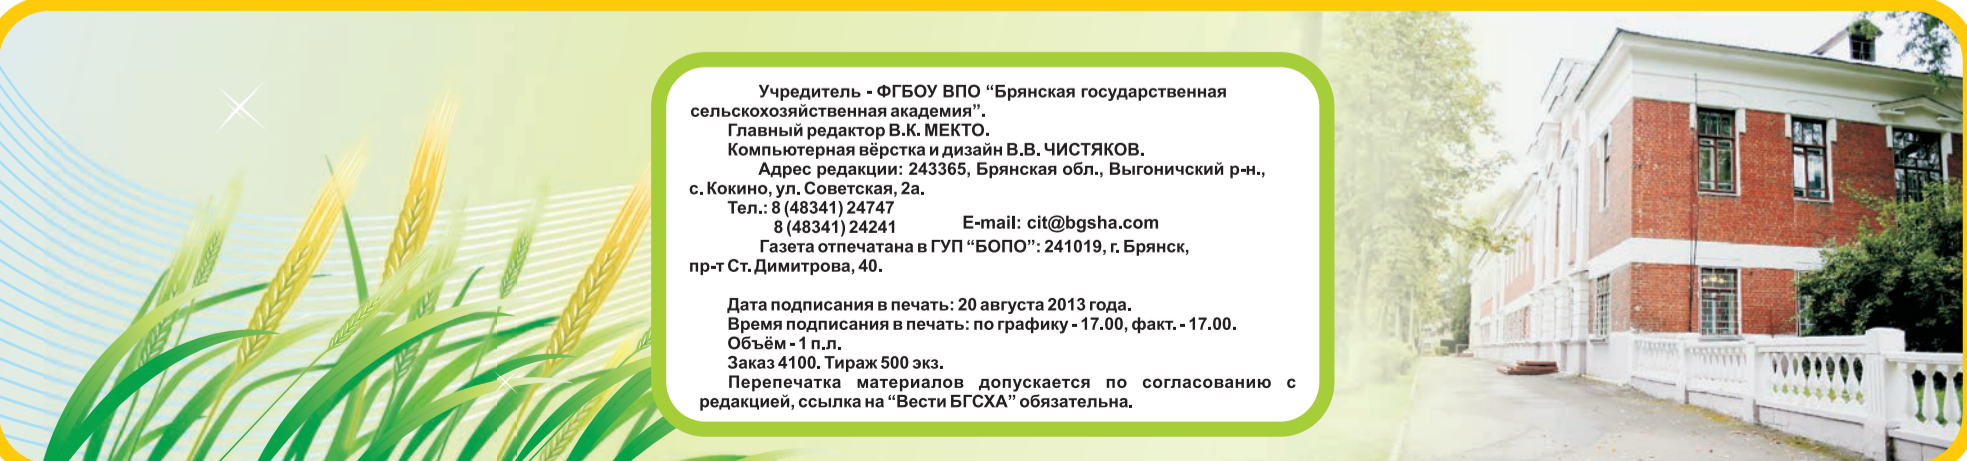 Учредитель - ФГБОУ ВПО “Брянская государственная
сельскохозяйственная академия”.
Главный редактор В.К. МЕКТО.
Компьютерная вёрстка и дизайн В.В. ЧИСТЯКОВ.
Адрес редакции: 243365, Брянская обл., Выгоничский р-н.,
с. Кокино, ул. Советская, 2а.
Тел.: 8 (48341) 24747
8 (48341) 24241 E-mail: cit@bgsha.com
Газета отпечатана в ГУП “БОПО”: 241019, г. Брянск,
пр-т Ст. Димитрова, 40.
Дата подписания в печать: 20 августа 2013 года.
Время подписания в печать: по графику - 17.00, факт. - 17.00.
Объём - 1 п.л.
Заказ 4100. Тираж 500 экз.
Перепечатка материалов допускается по согласованию с
редакцией, ссылка на “Вести БГСХА” обязательна.